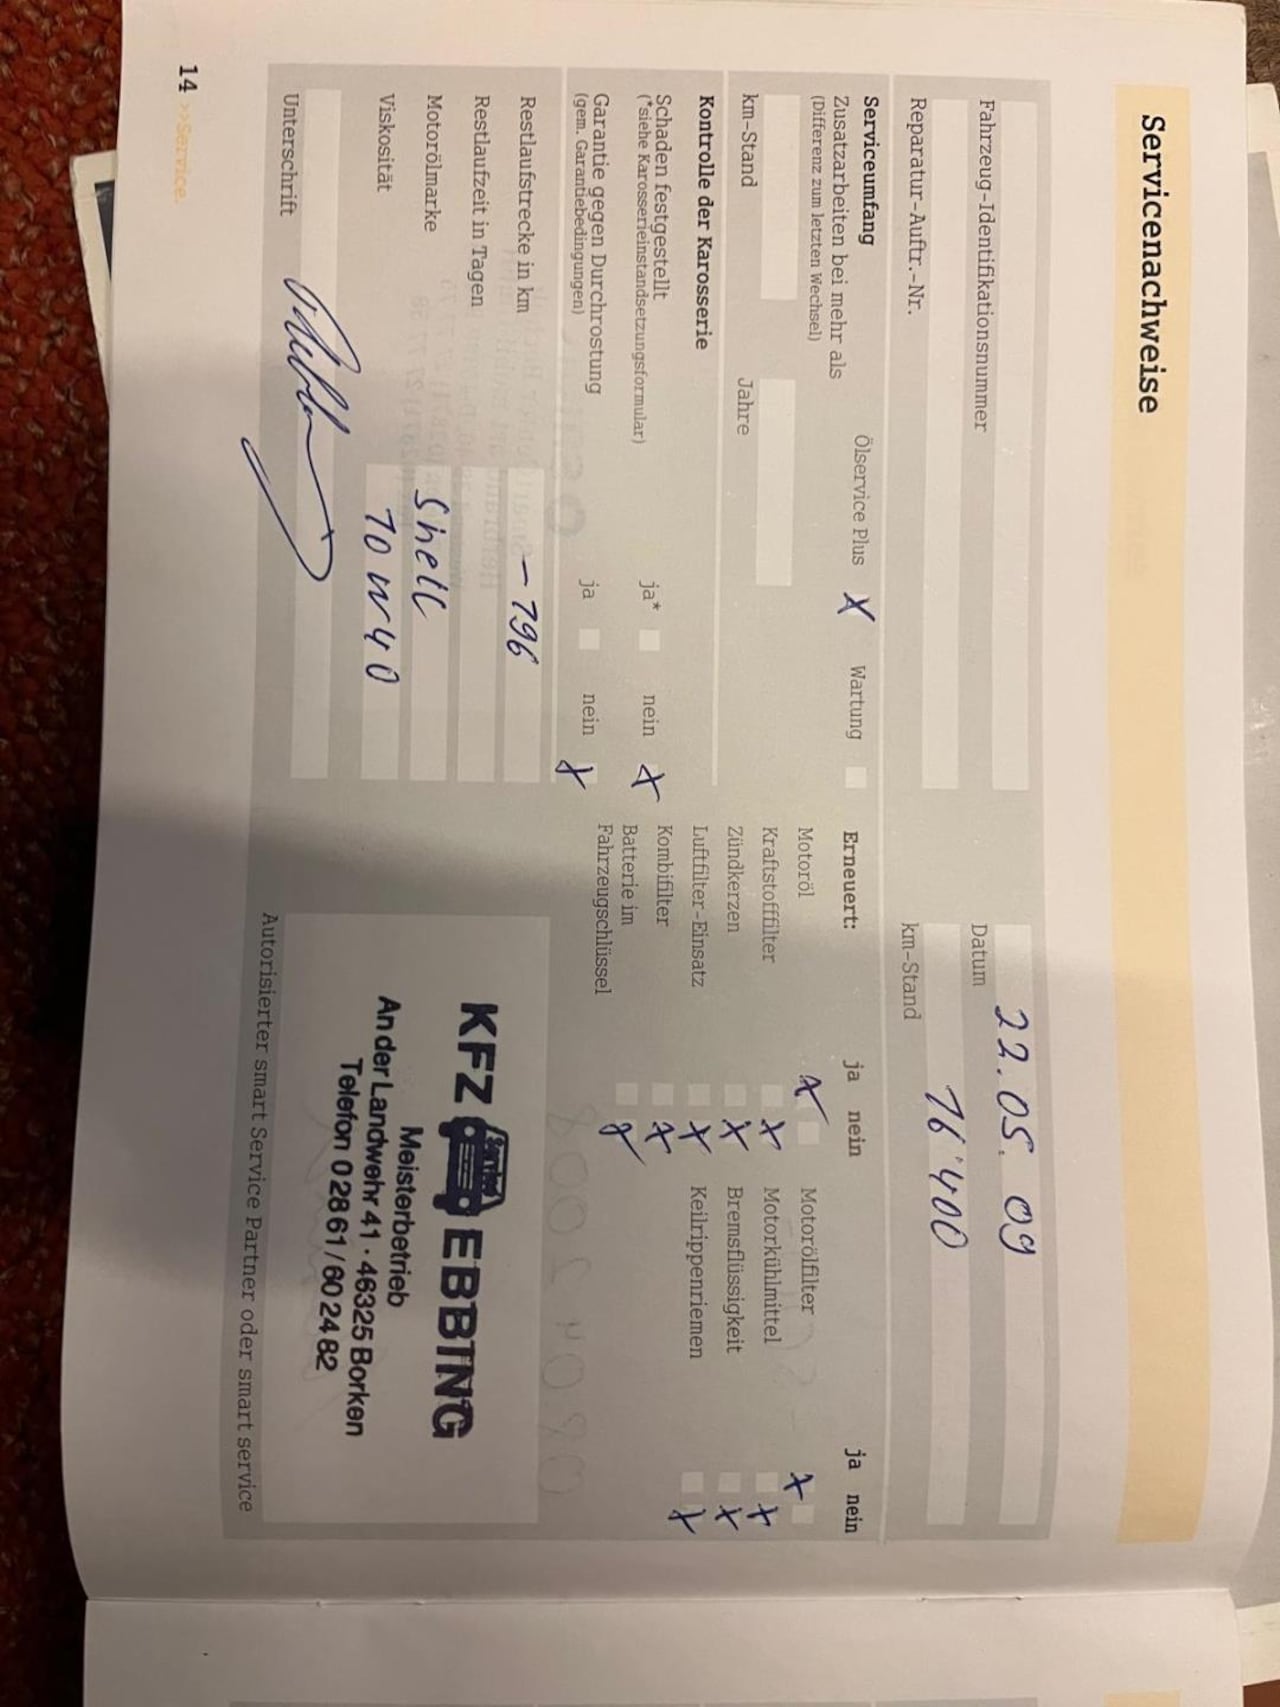 Servicenachweise
Fahrzeug-Identifikationsnummer
Datum 22.05.09
Reparatur-Auftr.-Nr.
km-Stand 76'400
Serviceumfang Ölservice Plus X Wartung
Zusatzarbeiten bei mehr als
(Differenz zum letzten Wechsel)
km-Stand Jahre
Kontrolle der Karosserie
Schaden festgestellt ja* nein X
(*siehe Karosserieinstandsetzungsformular)
Garantie gegen Durchrostung ja nein X
(gem. Garantiebedingungen)
Restlaufstrecke in km -796
Restlaufzeit in Tagen
Motorölmarke Shell
Viskosität 10W40
Unterschrift
Erneuert: ja nein ja nein
Motoröl X Motorölfilter X
Kraftstofffilter X Motorkühlmittel X
Zündkerzen X Bremsflüssigkeit X
Luftfilter-Einsatz X Keilrippenriemen X
Kombifilter X
Batterie im
Fahrzeugschlüssel X
KFZ Service EBBING
Meisterbetrieb
An der Landwehr 41 · 46325 Borken
Telefon 0 28 61 / 60 24 82
Autorisierter smart Service Partner oder smart service
14 >>Service.